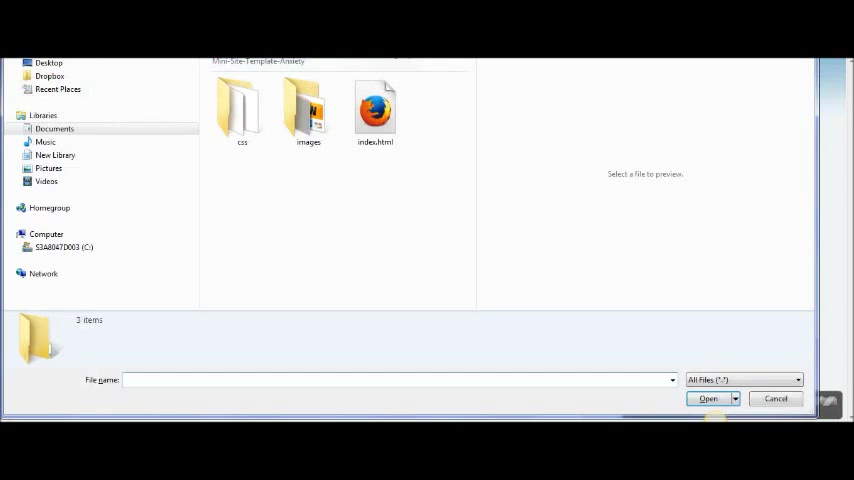 Desktop
Mini-Site-Template-Anxiety
Dropbox
Recent Places
Libraries
Documents
css
images
index.html
Music
New Library
Pictures
Select a file to preview.
Videos
Homegroup
Computer
S3A8047D003 (C:)
Network
3 items
File name:
All Files (*.*)
Open
Cancel